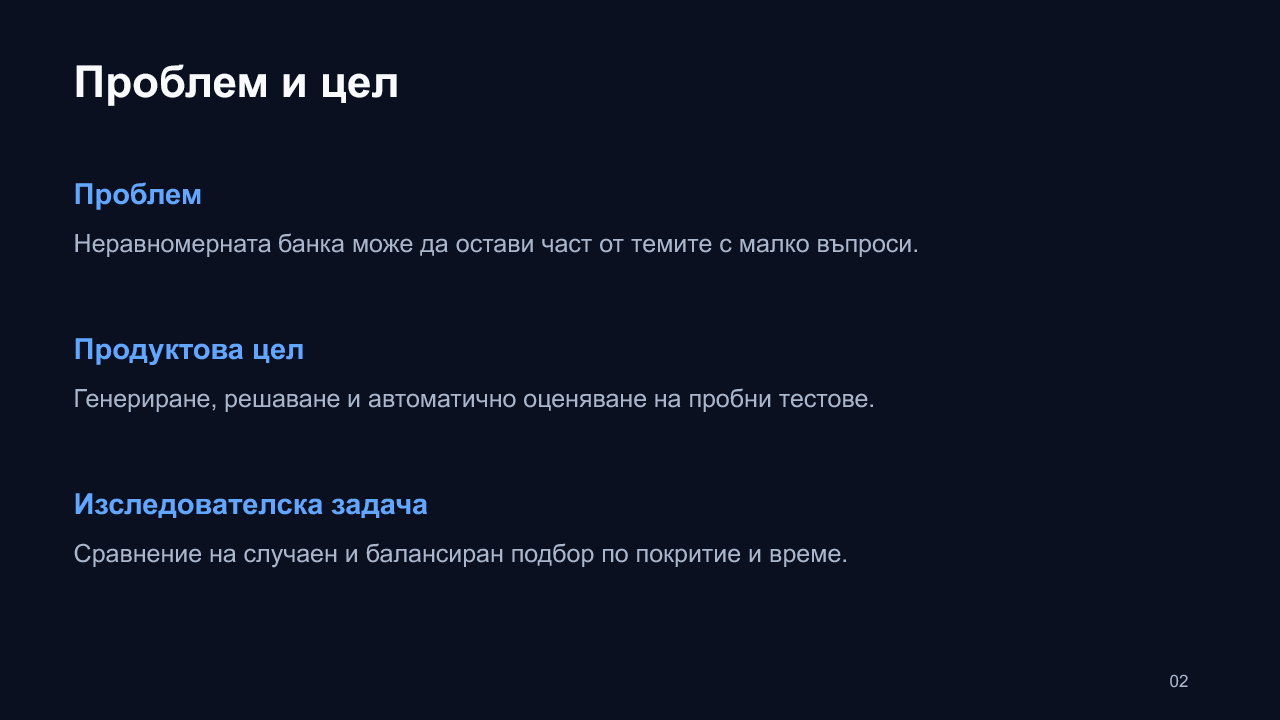 Проблем и цел
Проблем
Неравномерната банка може да остави част от темите с малко въпроси.
Продуктова цел
Генериране, решаване и автоматично оценяване на пробни тестове.
Изследователска задача
Сравнение на случаен и балансиран подбор по покритие и време.
02